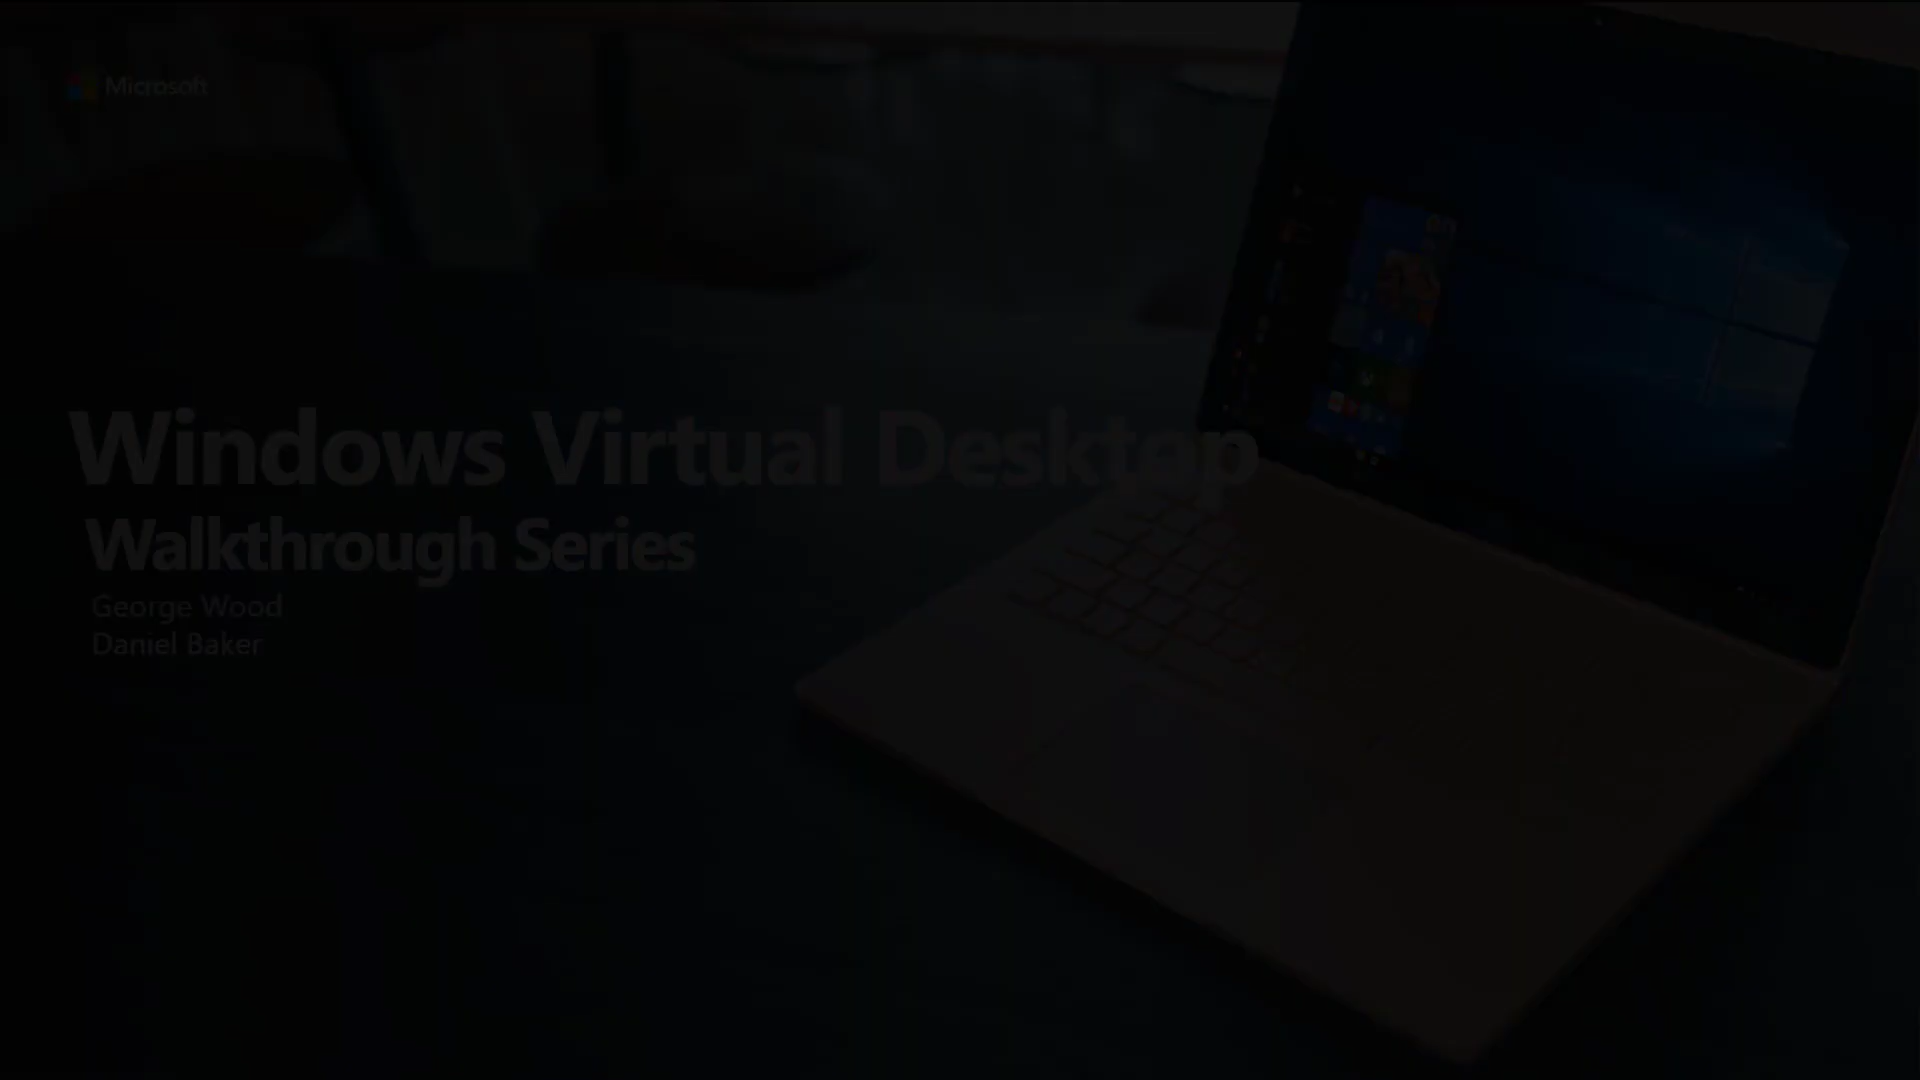 Microsoft
Windows Virtual Desktop
Walkthrough Series
George Wood
Daniel Baker